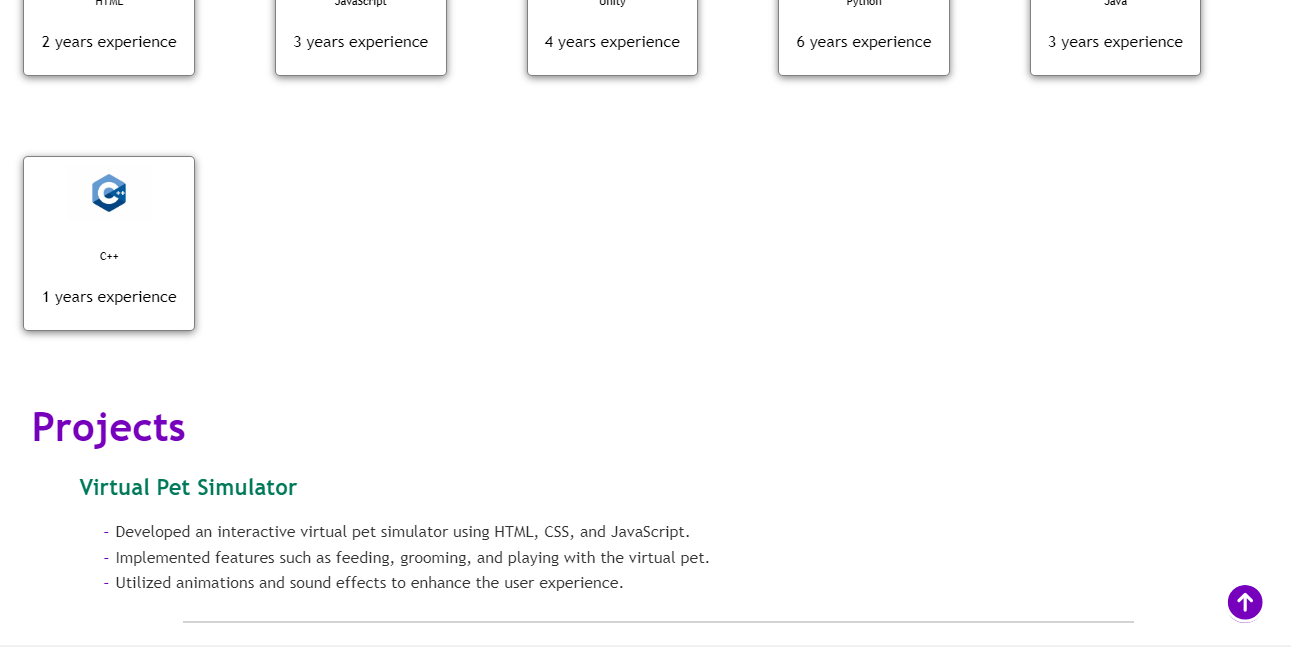 HTML JavaScript Unity Python Java
2 years experience 3 years experience 4 years experience 6 years experience 3 years experience
C++
1 years experience
Projects
Virtual Pet Simulator
- Developed an interactive virtual pet simulator using HTML, CSS, and JavaScript.
- Implemented features such as feeding, grooming, and playing with the virtual pet.
- Utilized animations and sound effects to enhance the user experience.